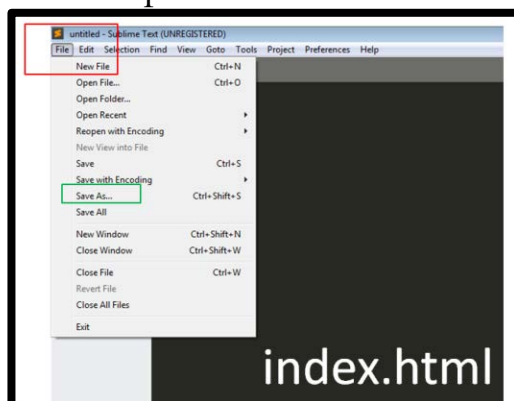 untitled - Sublime Text (UNREGISTERED)
File Edit Selection Find View Goto Tools Project Preferences Help
New File Ctrl+N
Open File... Ctrl+O
Open Folder...
Open Recent
Reopen with Encoding
New View into File
Save Ctrl+S
Save with Encoding
Save As... Ctrl+Shift+S
Save All
New Window Ctrl+Shift+N
Close Window Ctrl+Shift+W
Close File Ctrl+W
Revert File
Close All Files
Exit
index.html